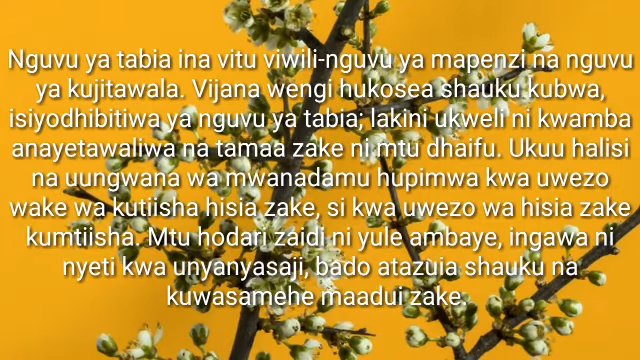 Nguvu ya tabia ina vitu viwili-nguvu ya mapenzi na nguvu
ya kujitawala. Vijana wengi hukosea shauku kubwa,
isiyodhibitiwa ya nguvu ya tabia; lakini ukweli ni kwamba
anayetawaliwa na tamaa zake ni mtu dhaifu. Ukuu halisi
na uungwana wa mwanadamu hupimwa kwa uwezo
wake wa kutiisha hisia zake, si kwa uwezo wa hisia zake
kumtiisha. Mtu hodari zaidi ni yule ambaye, ingawa ni
nyeti kwa unyanyasaji, bado atazuia shauku na
kuwasamehe maadui zake.